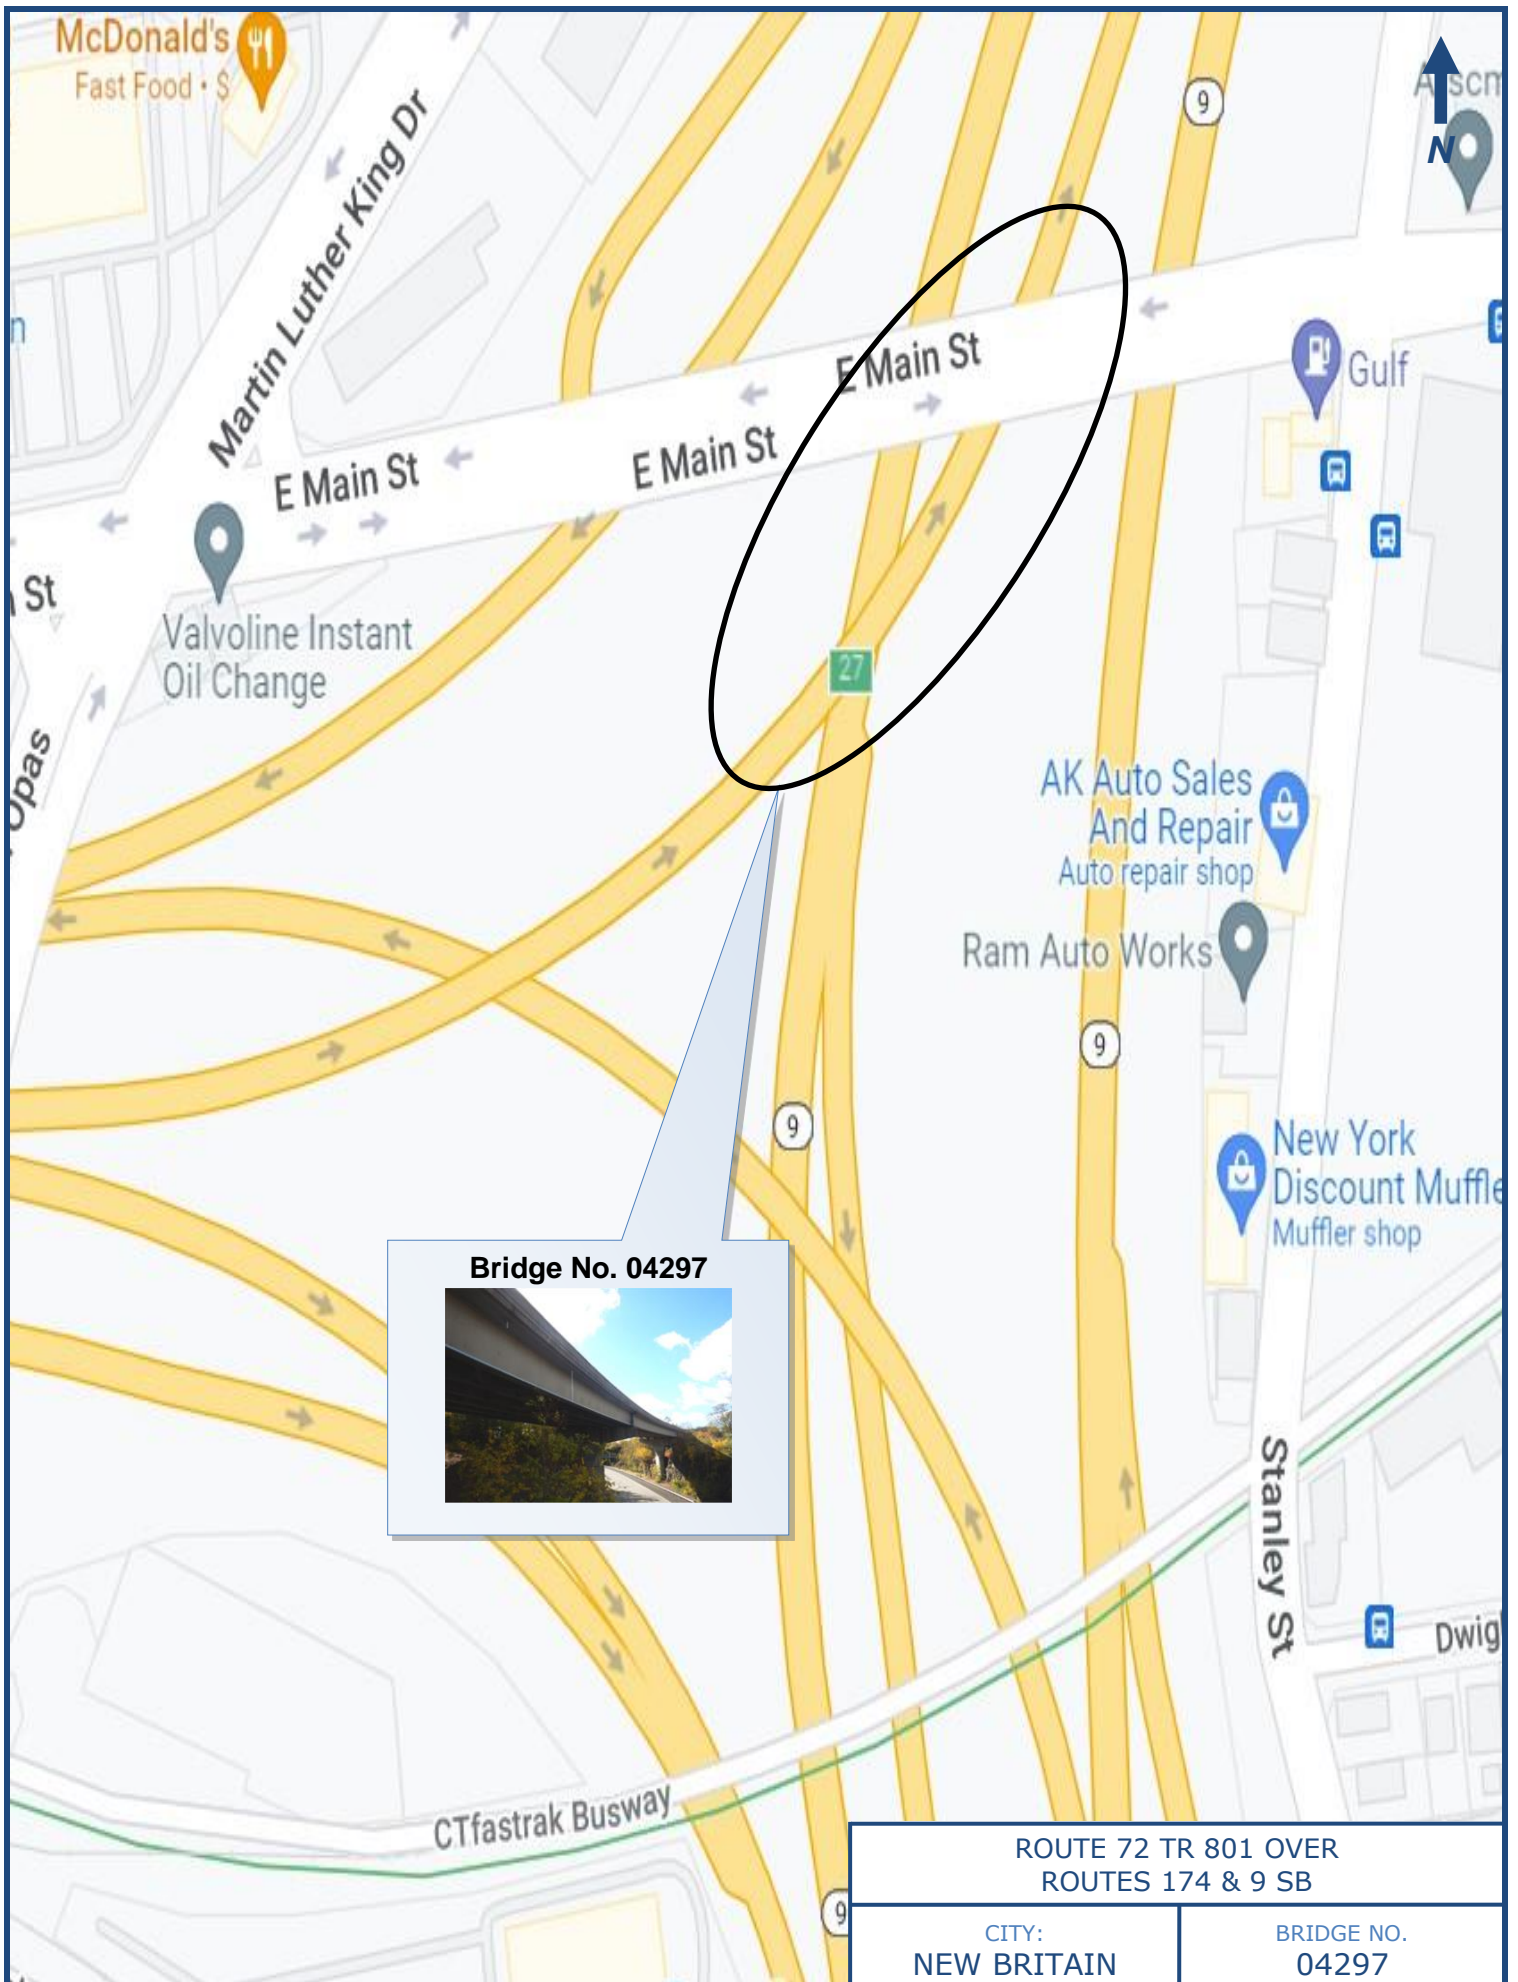 McDonald's
Fast Food • $
9
N
Martin Luther King Dr
E Main St
Gulf
E Main St
E Main St
St
Valvoline Instant
Oil Change
27
AK Auto Sales
And Repair
Auto repair shop
Ram Auto Works
9
9
New York
Discount Muffle
Muffler shop
Bridge No. 04297
Stanley St
Dwig
CTfastrak Busway
9
ROUTE 72 TR 801 OVER
ROUTES 174 & 9 SB
CITY:
NEW BRITAIN
BRIDGE NO.
04297